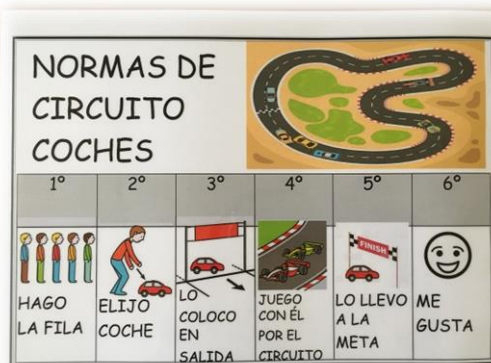 NORMAS DE
CIRCUITO
COCHES
1º
2º
3º
4º
5º
6º
HAGO
LA FILA
ELIJO
COCHE
LO
COLOCO
EN
SALIDA
JUEGO
CON ÉL
POR EL
CIRCUITO
FINISH
LO LLEVO
A LA
META
ME
GUSTA